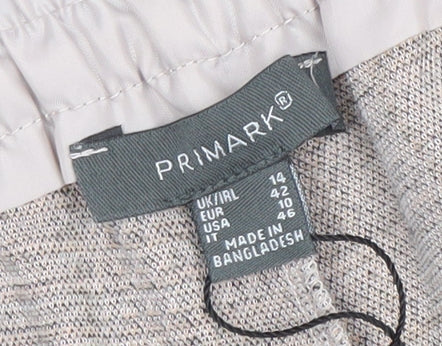 PRIMARK®
UK/IRL 14
EUR 42
USA 10
IT 46
MADE IN
BANGLADESH